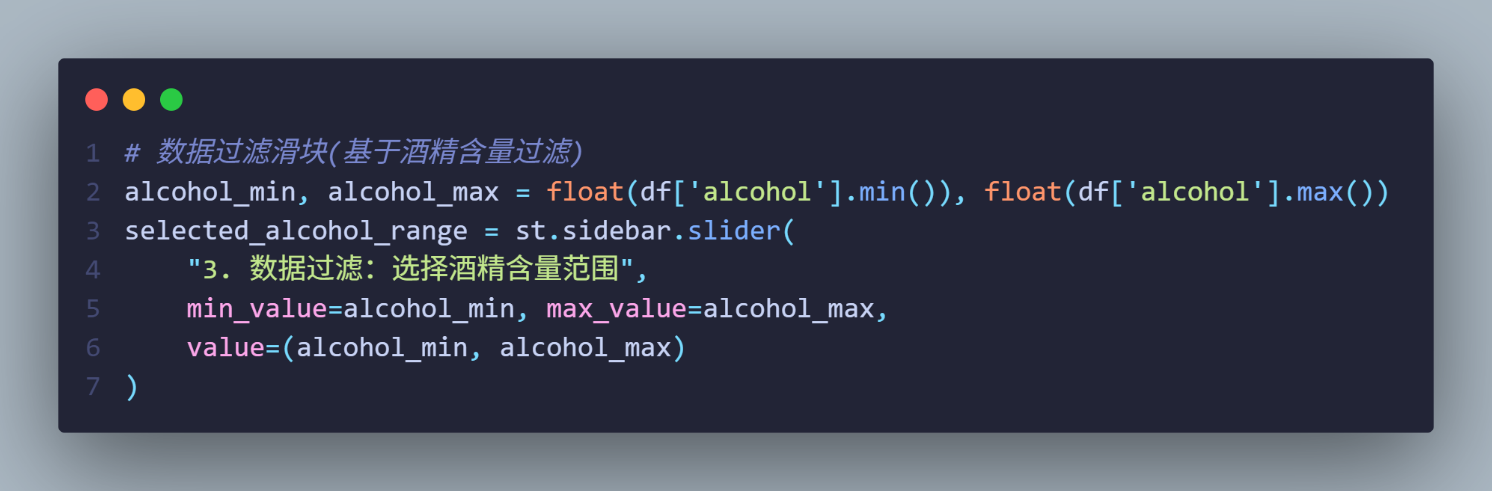 1 # 数据过滤滑块(基于酒精含量过滤)
2 alcohol_min, alcohol_max = float(df['alcohol'].min()), float(df['alcohol'].max())
3 selected_alcohol_range = st.sidebar.slider(
4     "3. 数据过滤: 选择酒精含量范围",
5     min_value=alcohol_min, max_value=alcohol_max,
6     value=(alcohol_min, alcohol_max)
7 )